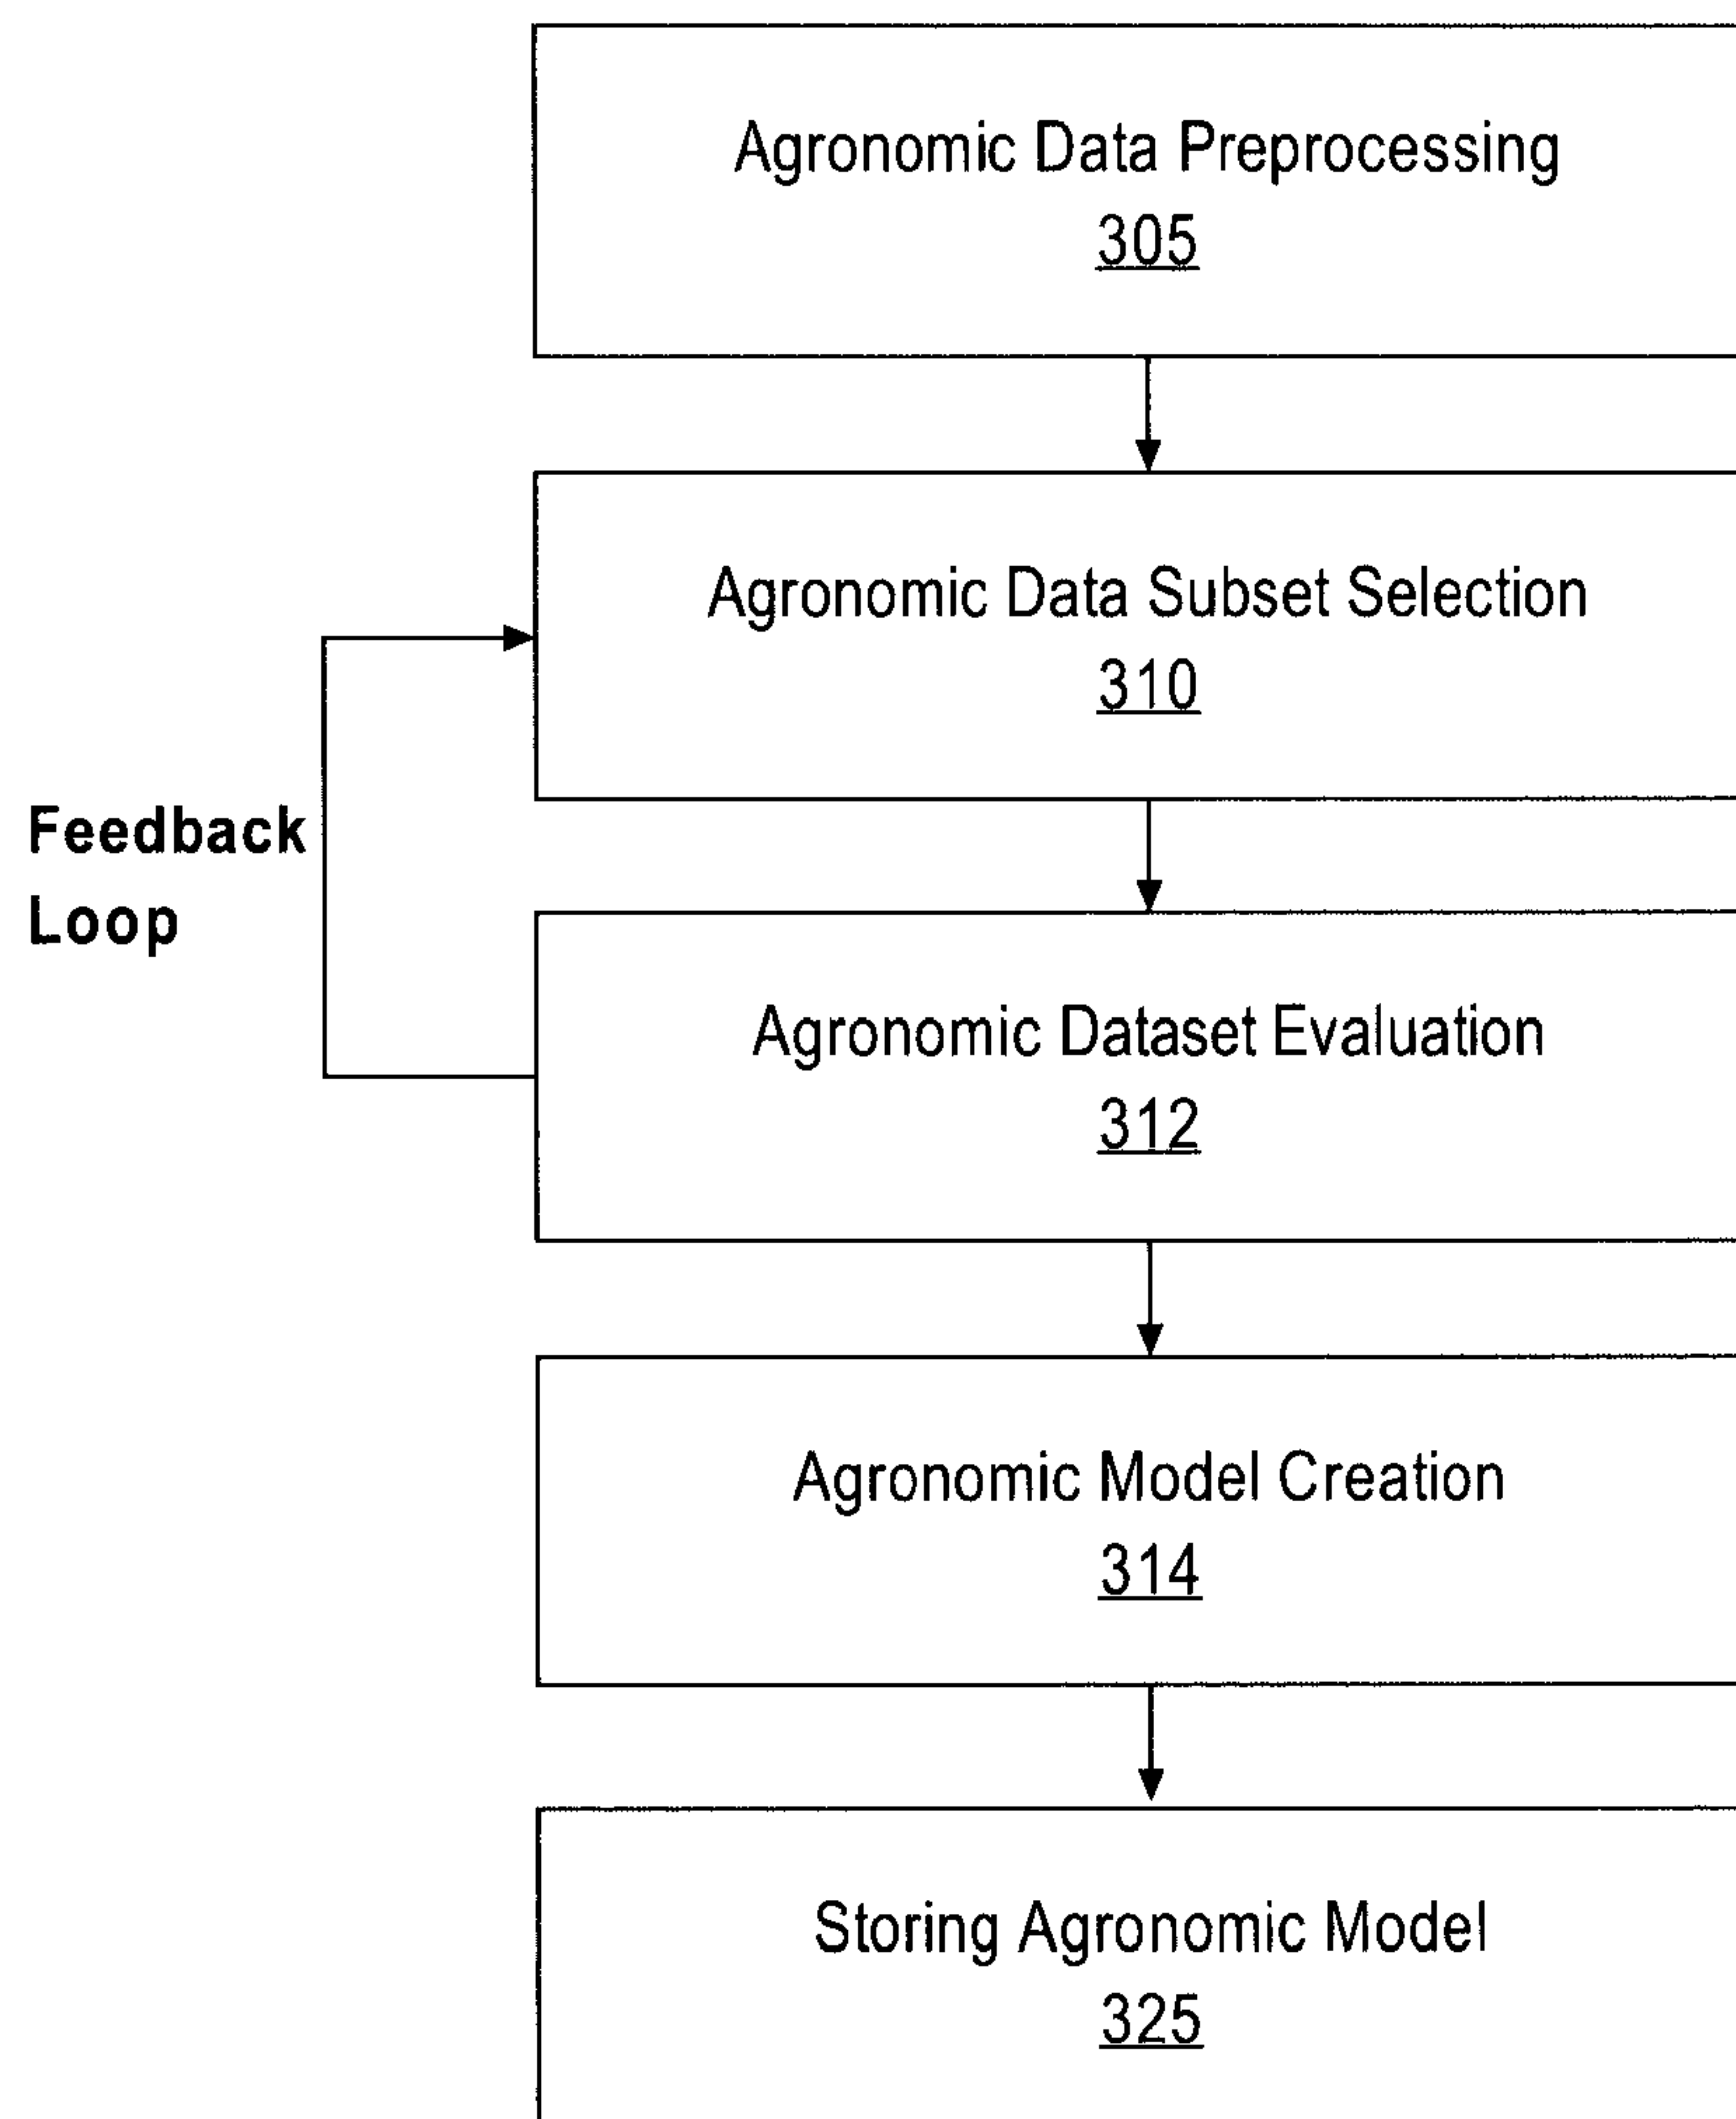 Agronomic Data Preprocessing
305
Agronomic Data Subset Selection
310
Feedback
Loop
Agronomic Dataset Evaluation
312
Agronomic Model Creation
314
Storing Agronomic Model
325